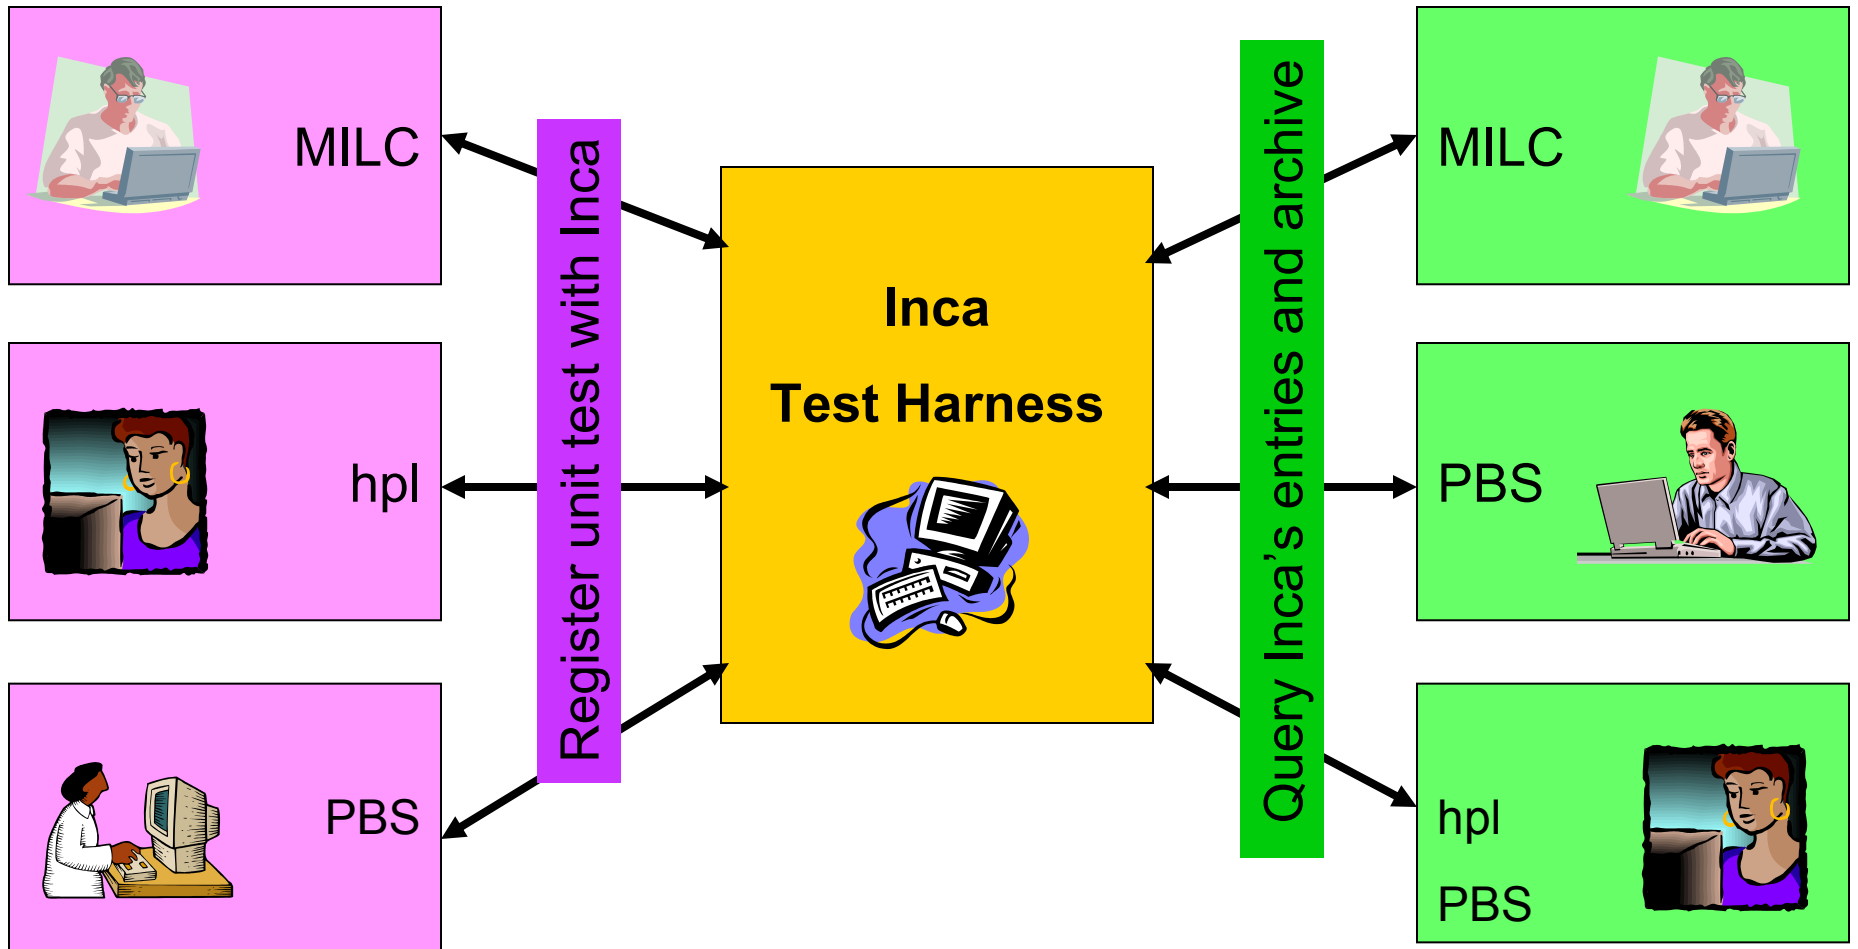 MILC
hpl
PBS
Register unit test with Inca
Inca
Test Harness
Query Inca's entries and archive
MILC
PBS
hpl
PBS